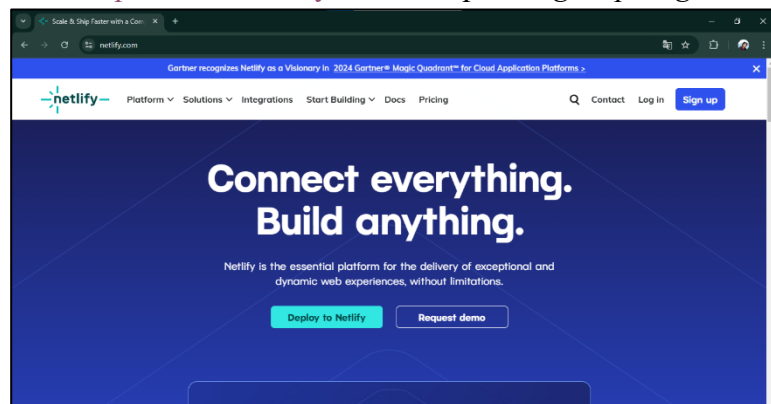 Scale & Ship Faster with a Com
netlify.com
Gartner recognizes Netlify as a Visionary in 2024 Gartner® Magic Quadrant™ for Cloud Application Platforms >
netlify
Platform
Solutions
Integrations
Start Building
Docs
Pricing
Contact
Log in
Sign up
Connect everything.
Build anything.
Netlify is the essential platform for the delivery of exceptional and
dynamic web experiences, without limitations.
Deploy to Netlify
Request demo